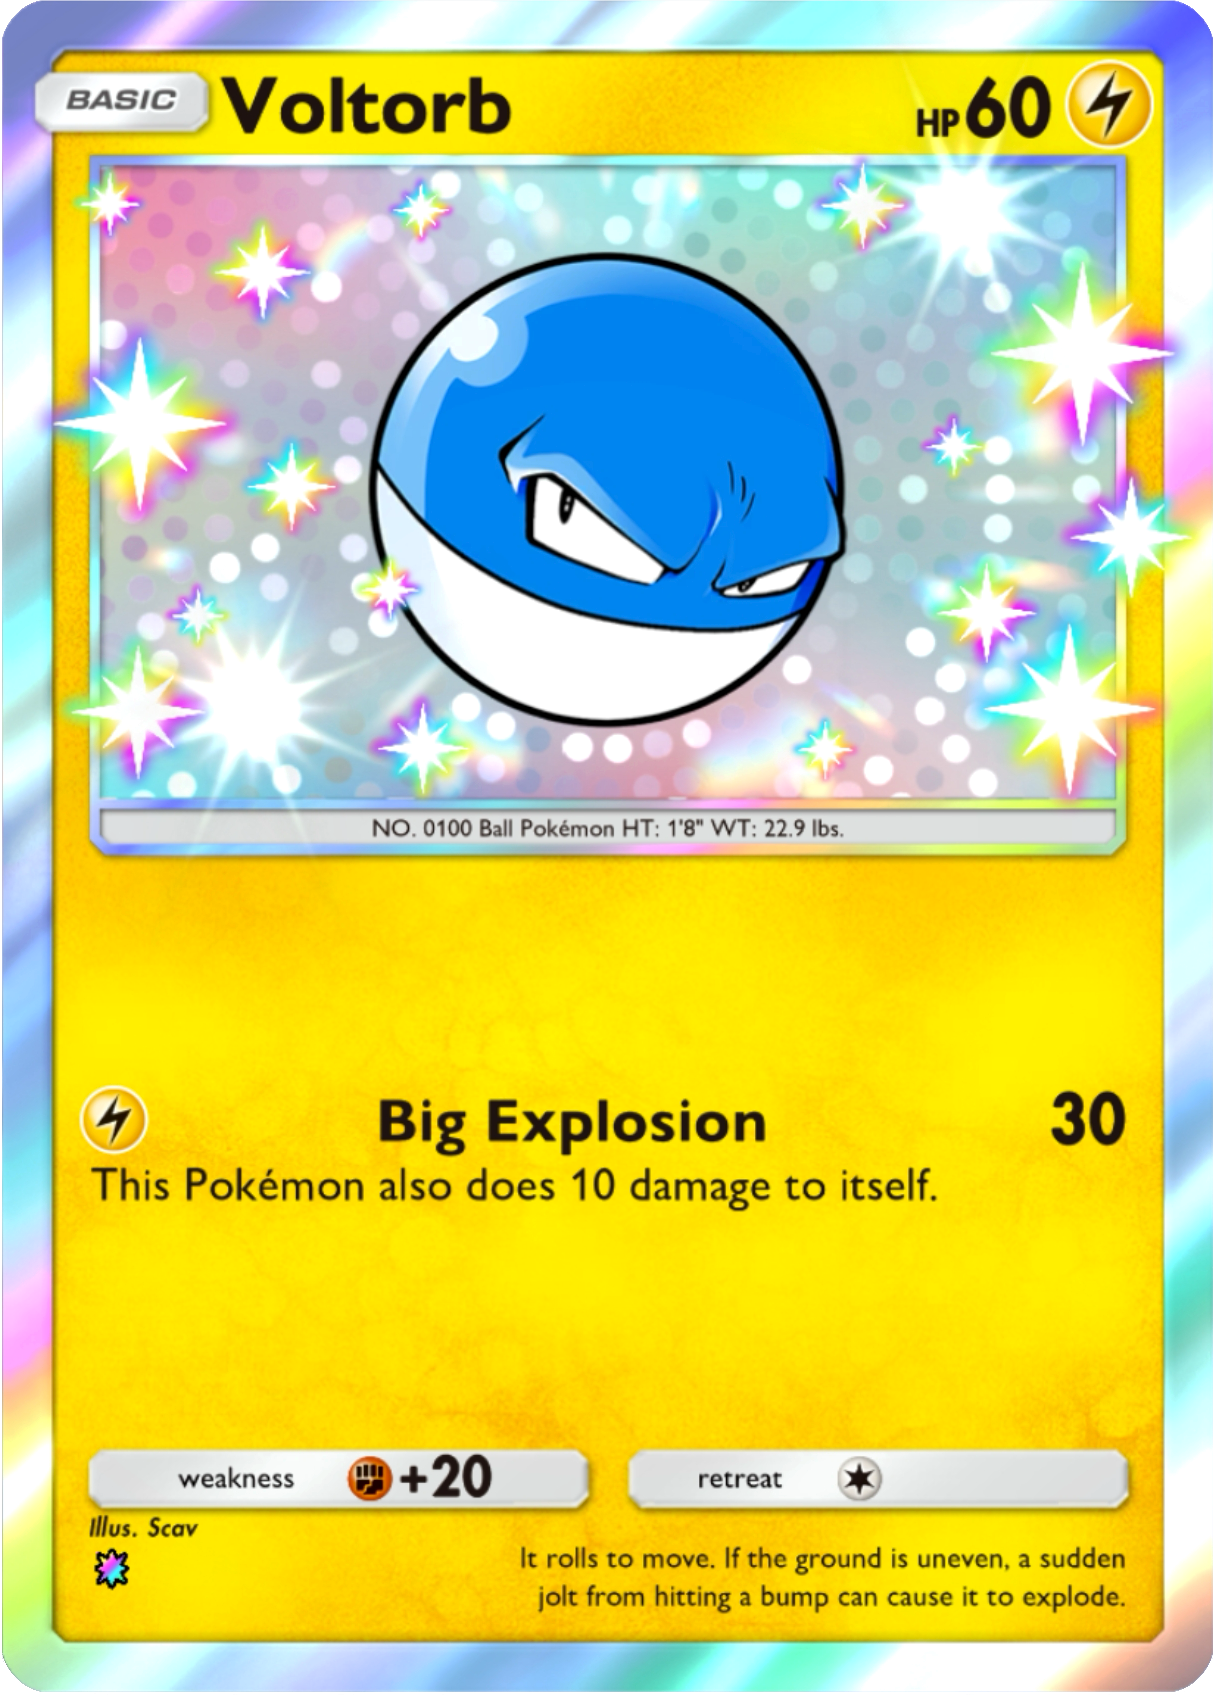 BASIC Voltorb HP60
NO. 0100 Ball Pokémon HT: 1'8" WT: 22.9 lbs.
Big Explosion 30
This Pokémon also does 10 damage to itself.
weakness +20 retreat
Illus. Scav
It rolls to move. If the ground is uneven, a sudden
jolt from hitting a bump can cause it to explode.